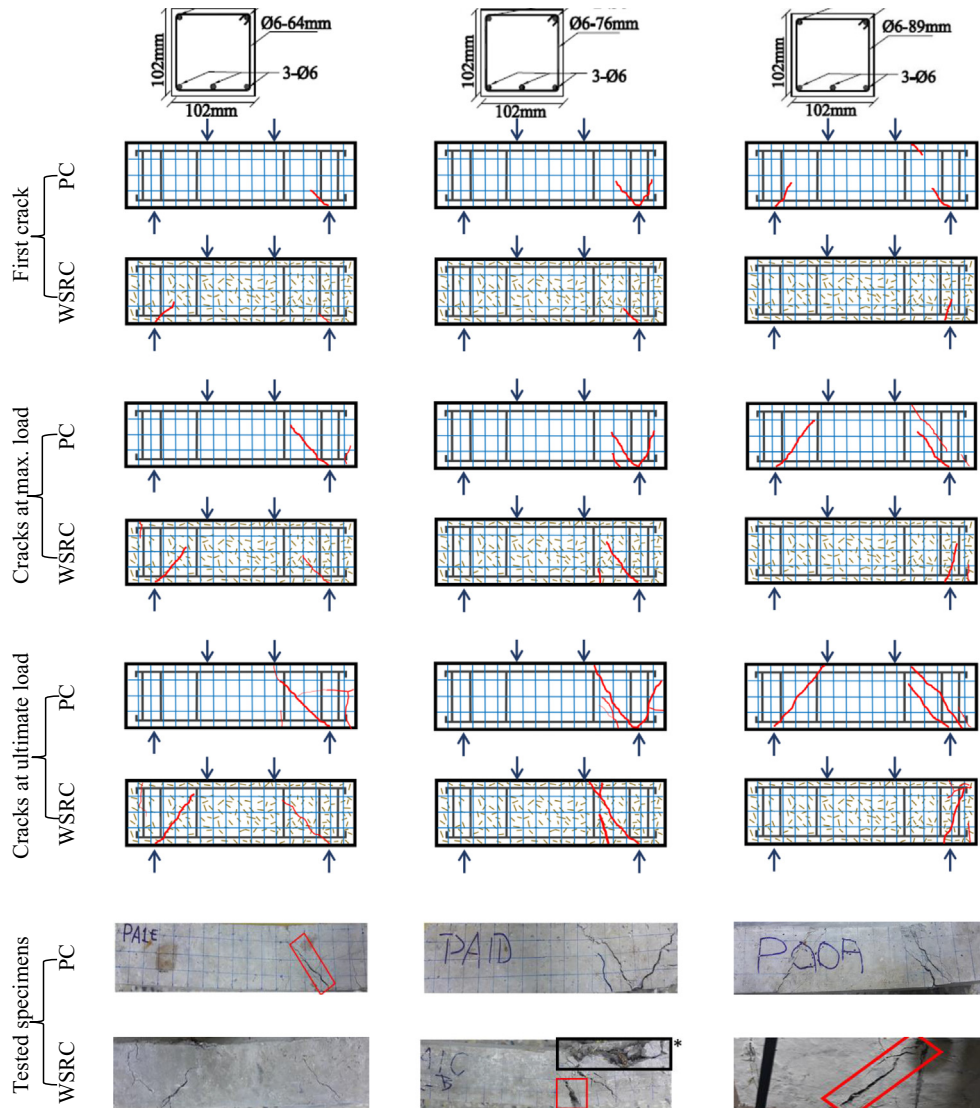 Ø6-64mm
102mm
3-Ø6
102mm
Ø6-76mm
102mm
3-Ø6
102mm
Ø6-89mm
102mm
3-Ø6
102mm
First crack
PC
WSRC
Cracks at max. load
PC
WSRC
Cracks at ultimate load
PC
WSRC
Tested specimens
PC
PA1E
PA1D
P00A
WSRC
*
-B